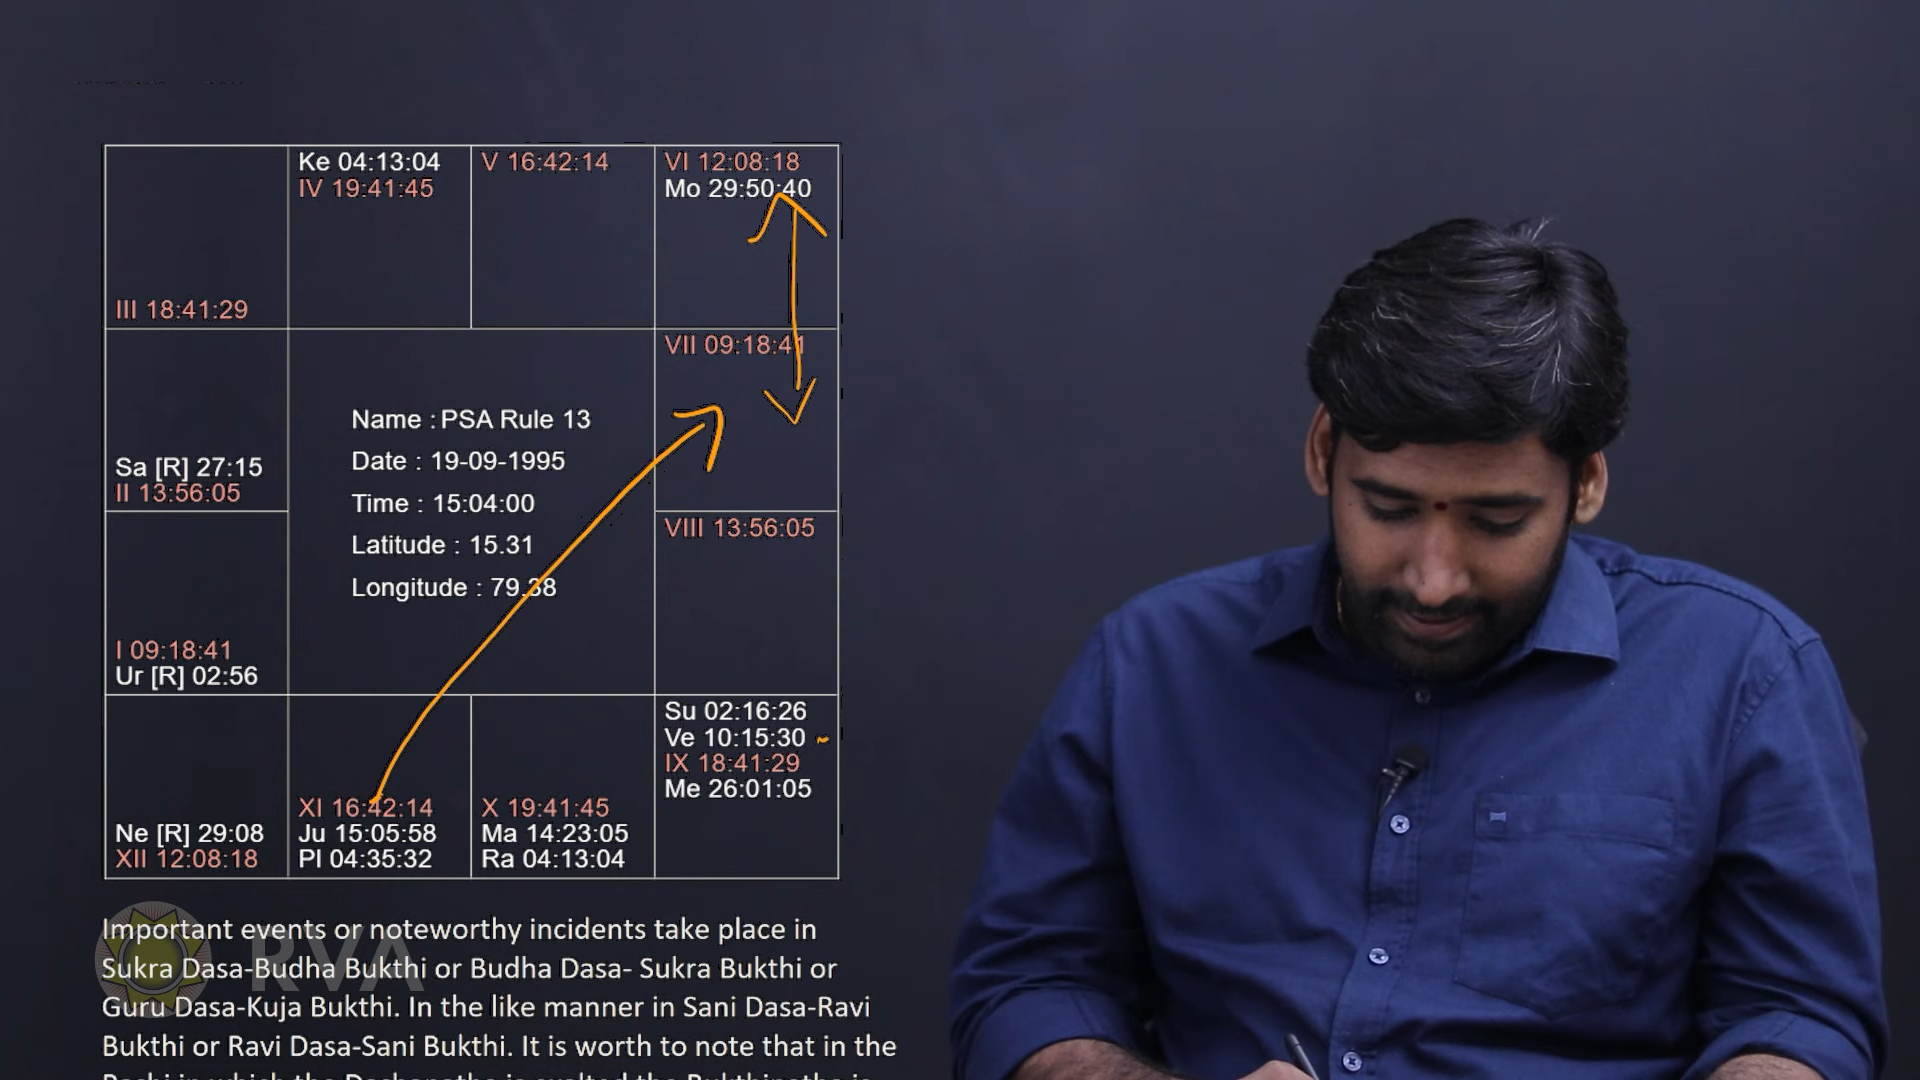 Ke 04:13:04
IV 19:41:45
V 16:42:14
VI 12:08:18
Mo 29:50:40
III 18:41:29
VII 09:18:41
Sa [R] 27:15
II 13:56:05
Name : PSA Rule 13
Date : 19-09-1995
Time : 15:04:00
Latitude : 15.31
Longitude : 79.38
VIII 13:56:05
I 09:18:41
Ur [R] 02:56
Su 02:16:26
Ve 10:15:30
IX 18:41:29
Me 26:01:05
Ne [R] 29:08
XII 12:08:18
XI 16:42:14
Ju 15:05:58
Pl 04:35:32
X 19:41:45
Ma 14:23:05
Ra 04:13:04
Important events or noteworthy incidents take place in
Sukra Dasa-Budha Bukthi or Budha Dasa- Sukra Bukthi or
Guru Dasa-Kuja Bukthi. In the like manner in Sani Dasa-Ravi
Bukthi or Ravi Dasa-Sani Bukthi. It is worth to note that in the
RVA